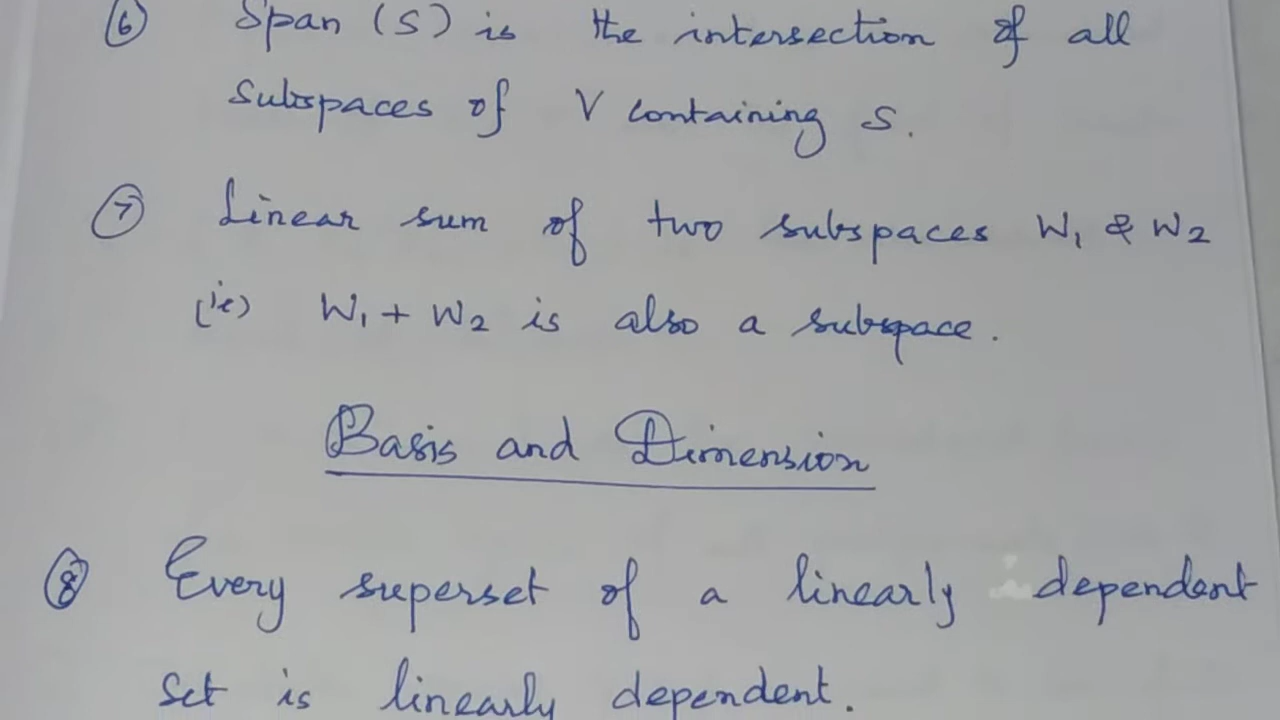 ⑥ Span (S) is the intersection of all
subspaces of V containing S.
⑦ Linear sum of two subspaces W₁ & W₂
(ie) W₁ + W₂ is also a subspace.
Basis and Dimension
⑧ Every superset of a linearly dependent
set is linearly dependent.